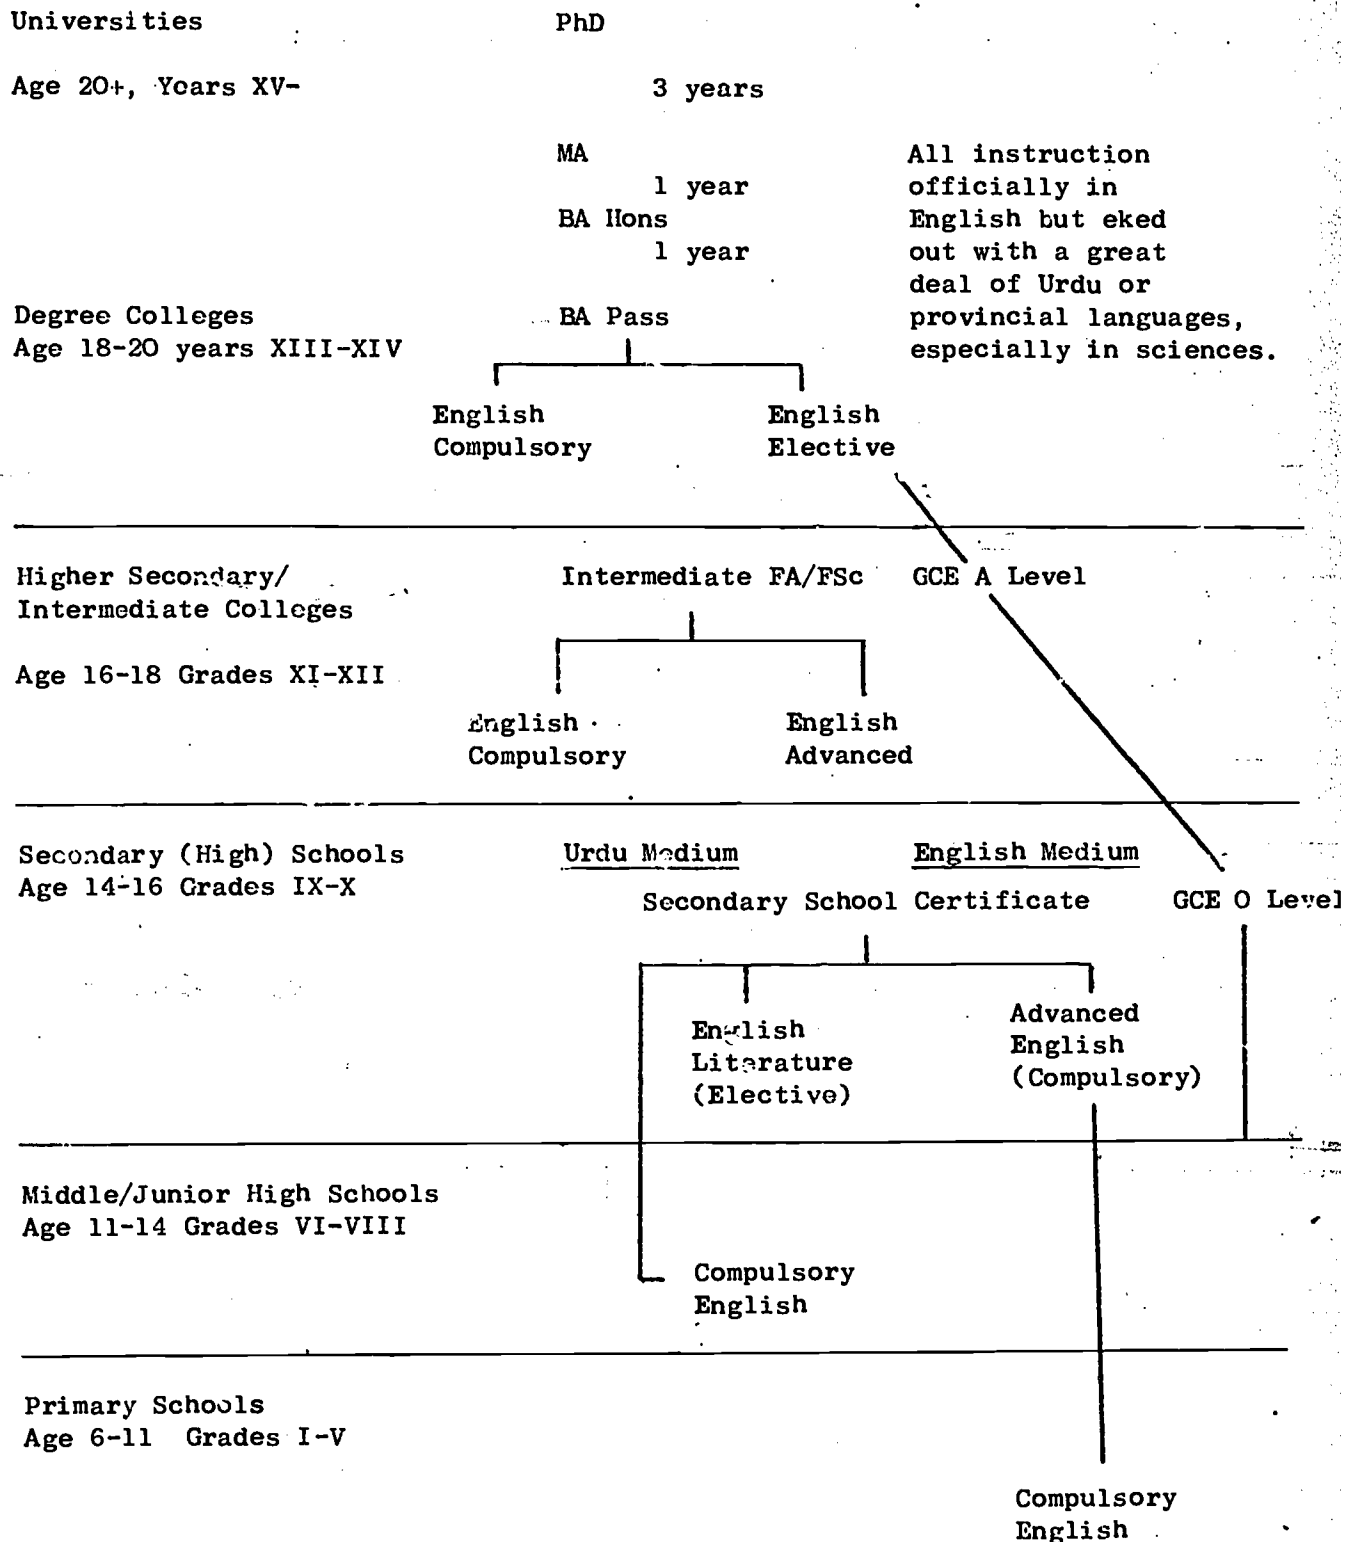 Universities PhD
Age 20+, Years XV- 3 years
MA All instruction
1 year officially in
BA Hons English but eked
1 year out with a great
deal of Urdu or
Degree Colleges BA Pass provincial languages,
Age 18-20 years XIII-XIV especially in sciences.
English English
Compulsory Elective
Higher Secondary/ Intermediate FA/FSc GCE A Level
Intermediate Colleges
Age 16-18 Grades XI-XII
English English
Compulsory Advanced
Secondary (High) Schools Urdu Medium English Medium
Age 14-16 Grades IX-X
Secondary School Certificate GCE O Level
Advanced
English English
Literature (Compulsory)
(Elective)
Middle/Junior High Schools
Age 11-14 Grades VI-VIII
Compulsory
English
Primary Schools
Age 6-11 Grades I-V
Compulsory
English